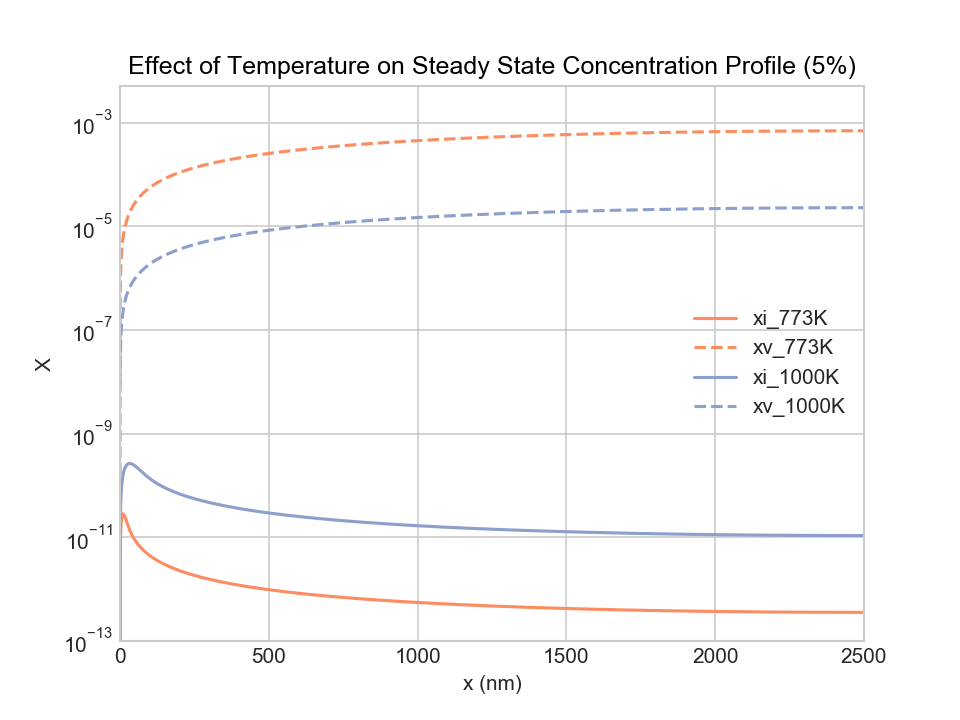 Effect of Temperature on Steady State Concentration Profile (5%)
10⁻³
10⁻⁵
10⁻⁷
10⁻⁹
10⁻¹¹
10⁻¹³
X
xi_773K
xv_773K
xi_1000K
xv_1000K
0 500 1000 1500 2000 2500
x (nm)